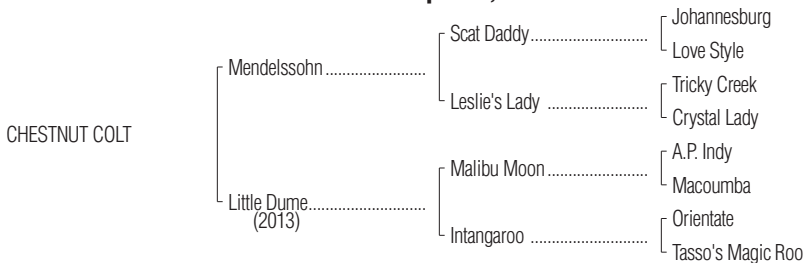 Johannesburg
Scat Daddy
Love Style
Mendelssohn
Tricky Creek
Leslie's Lady
Crystal Lady
CHESTNUT COLT
A.P. Indy
Malibu Moon
Macoumba
Little Dume
(2013)
Orientate
Intangaroo
Tasso's Magic Roo